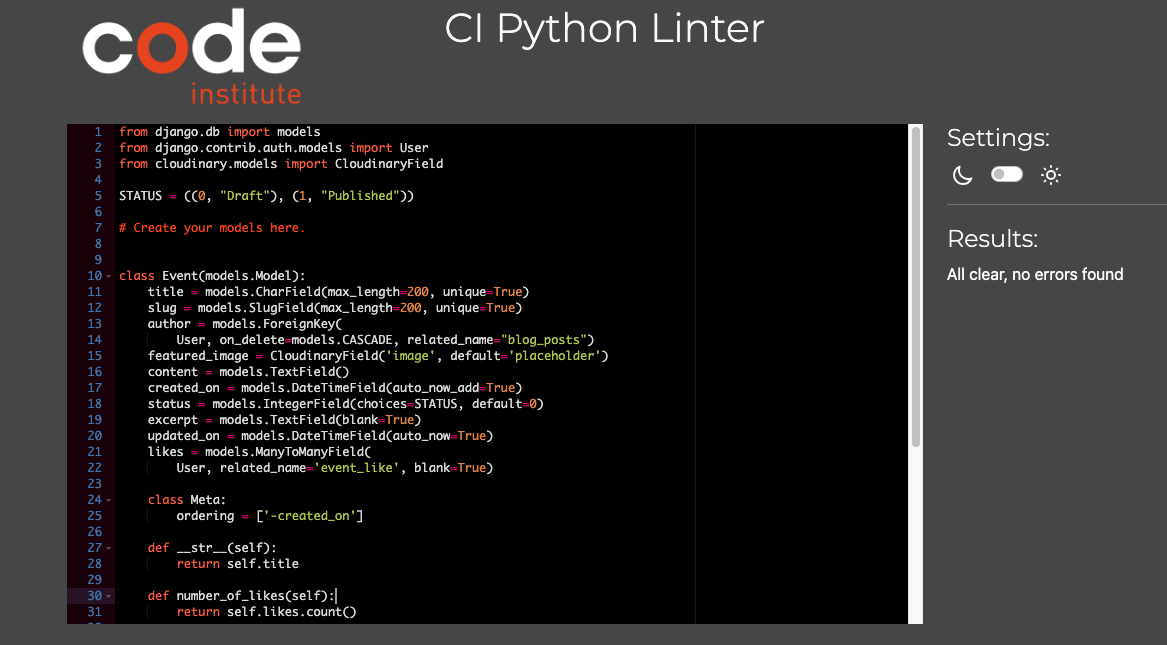 code
institute
CI Python Linter
1 from django.db import models
2 from django.contrib.auth.models import User
3 from cloudinary.models import CloudinaryField
4
5 STATUS = ((0, "Draft"), (1, "Published"))
6
7 # Create your models here.
8
9
10 class Event(models.Model):
11     title = models.CharField(max_length=200, unique=True)
12     slug = models.SlugField(max_length=200, unique=True)
13     author = models.ForeignKey(
14         User, on_delete=models.CASCADE, related_name="blog_posts")
15     featured_image = CloudinaryField('image', default='placeholder')
16     content = models.TextField()
17     created_on = models.DateTimeField(auto_now_add=True)
18     status = models.IntegerField(choices=STATUS, default=0)
19     excerpt = models.TextField(blank=True)
20     updated_on = models.DateTimeField(auto_now=True)
21     likes = models.ManyToManyField(
22         User, related_name='event_like', blank=True)
23
24     class Meta:
25         ordering = ['-created_on']
26
27     def __str__(self):
28         return self.title
29
30     def number_of_likes(self):
31         return self.likes.count()
Settings:
Results:
All clear, no errors found